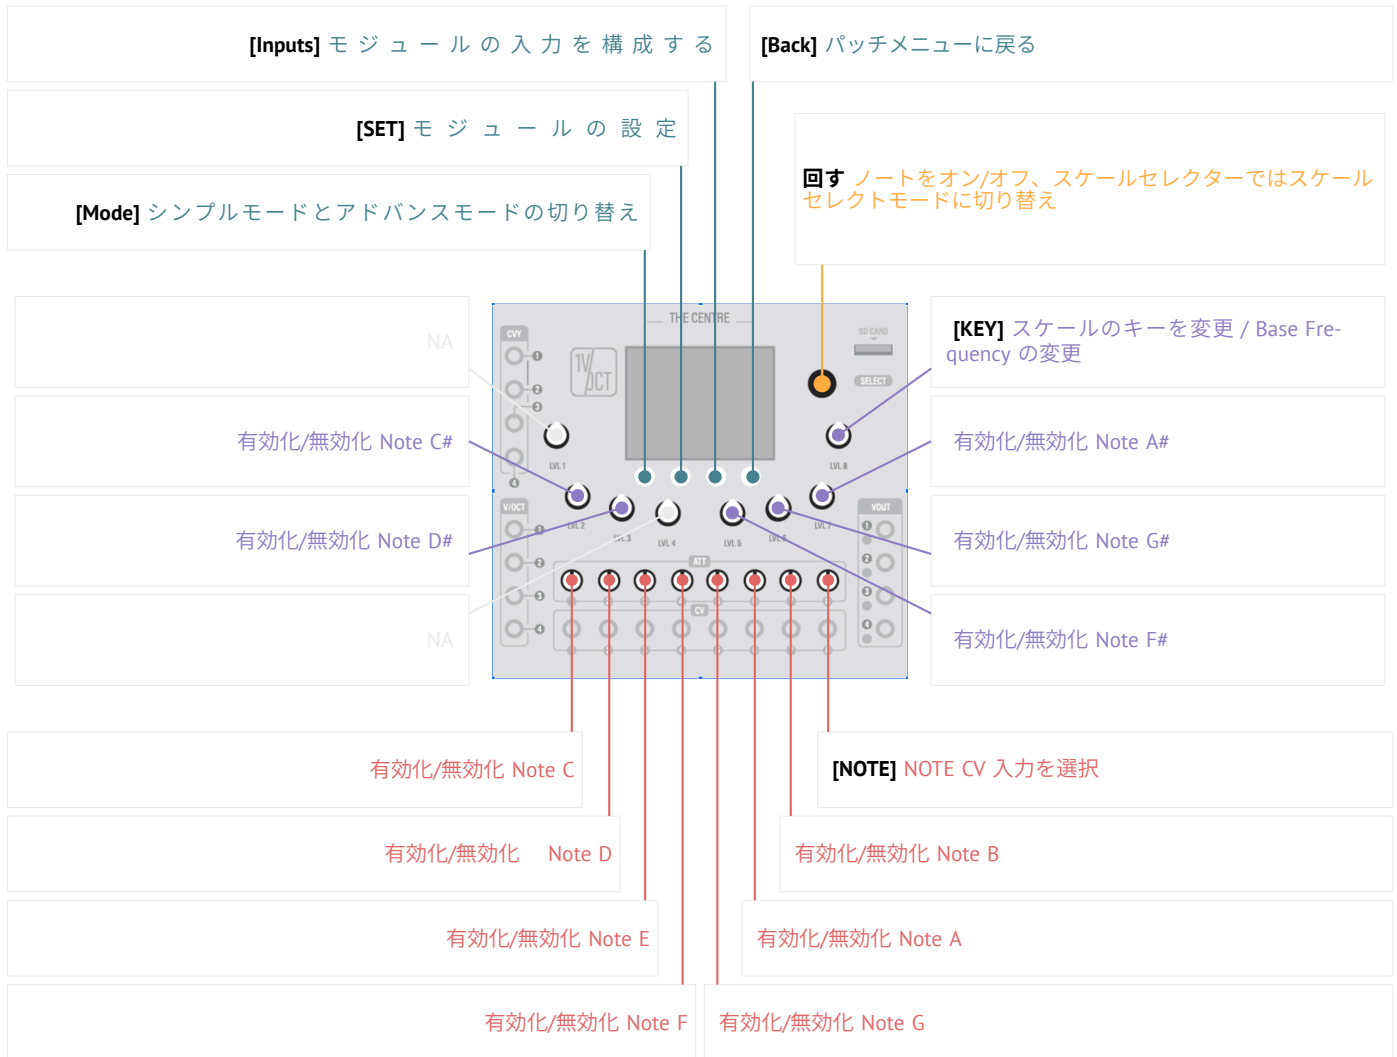 [Inputs] モジュールの入力を構成する
[Back] パッチメニューに戻る
[SET] モジュールの設定
回す ノートをオン/オフ、スケールセレクターではスケール
セレクトモードに切り替え
[Mode] シンプルモードとアドバンスモードの切り替え
NA
[KEY] スケールのキーを変更 / Base Fre-
quency の変更
有効化/無効化 Note C#
有効化/無効化 Note A#
有効化/無効化 Note D#
有効化/無効化 Note G#
NA
有効化/無効化 Note F#
THE CENTRE
CVY
1
2
3
4
1V/OCT
SD CARD
SELECT
LVL 1
LVL 8
LVL 2
LVL 3
LVL 4
LVL 5
LVL 6
LVL 7
V/OCT
1
2
3
4
VOUT
1
2
3
4
ATT
CV
有効化/無効化 Note C
[NOTE] NOTE CV 入力を選択
有効化/無効化 Note D
有効化/無効化 Note B
有効化/無効化 Note E
有効化/無効化 Note A
有効化/無効化 Note F
有効化/無効化 Note G